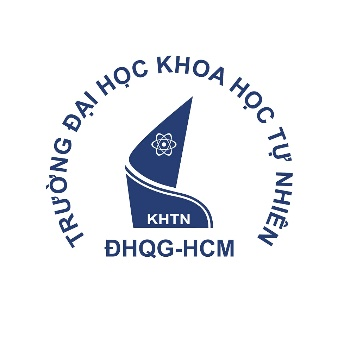 TRƯỜNG ĐẠI HỌC KHOA HỌC TỰ NHIÊN
KHTN
ĐHQG-HCM